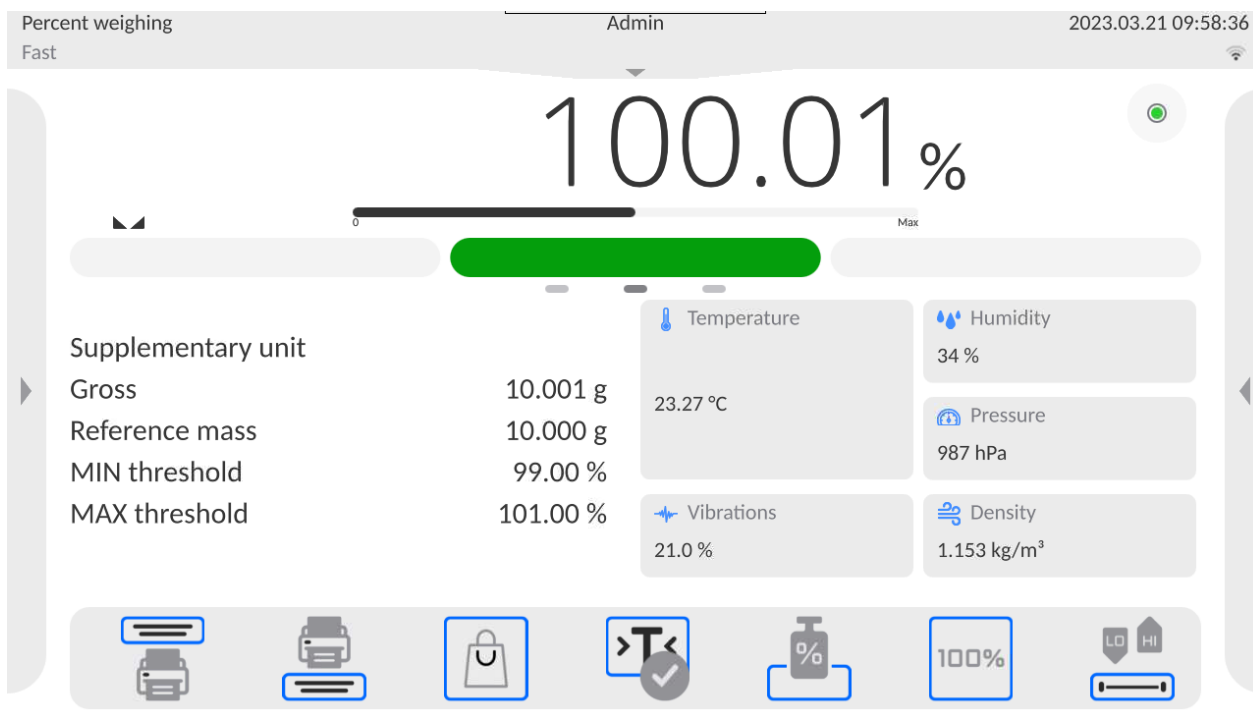 Percent weighing
Admin
2023.03.21 09:58:36
Fast
100.01 %
0
Max
Supplementary unit
Gross 10.001 g
Reference mass 10.000 g
MIN threshold 99.00 %
MAX threshold 101.00 %
Temperature
23.27 °C
Humidity
34 %
Pressure
987 hPa
Vibrations
21.0 %
Density
1.153 kg/m³
>T<
%
100%
LO HI